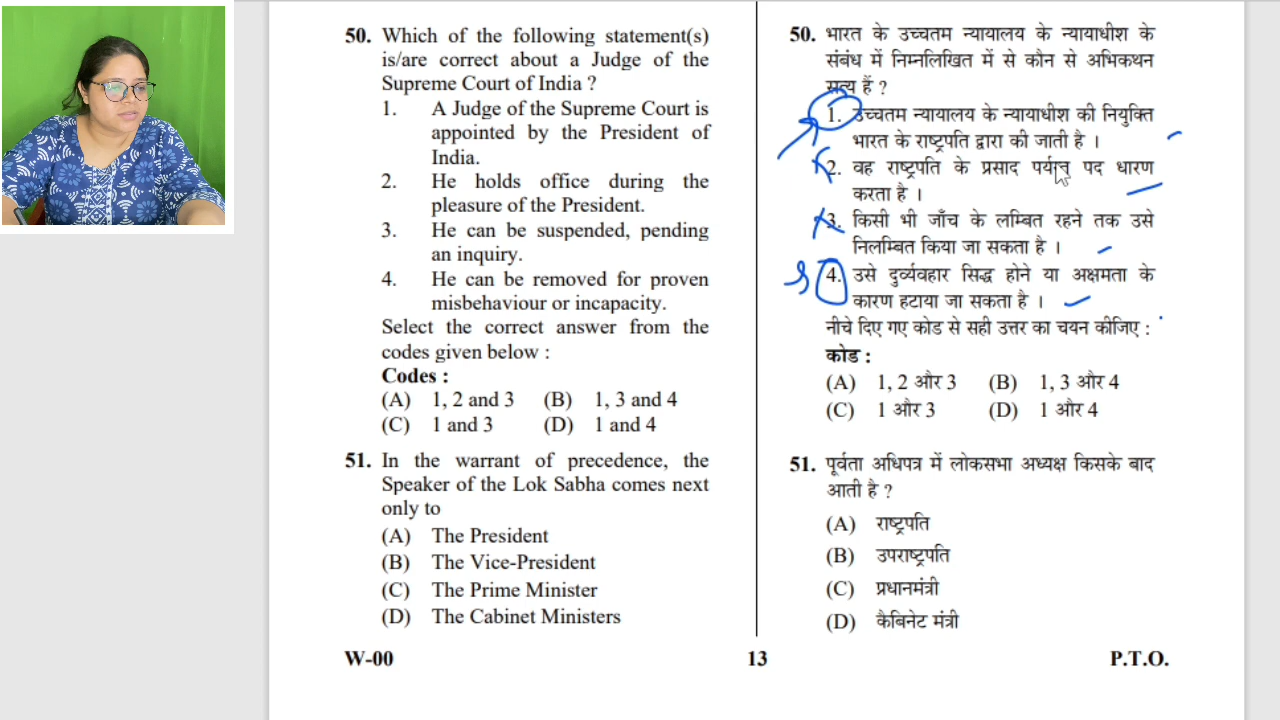 50. Which of the following statement(s)
is/are correct about a Judge of the
Supreme Court of India ?
1. A Judge of the Supreme Court is
appointed by the President of
India.
2. He holds office during the
pleasure of the President.
3. He can be suspended, pending
an inquiry.
4. He can be removed for proven
misbehaviour or incapacity.
Select the correct answer from the
codes given below :
Codes :
(A) 1, 2 and 3 (B) 1, 3 and 4
(C) 1 and 3 (D) 1 and 4
51. In the warrant of precedence, the
Speaker of the Lok Sabha comes next
only to
(A) The President
(B) The Vice-President
(C) The Prime Minister
(D) The Cabinet Ministers
50. भारत के उच्चतम न्यायालय के न्यायाधीश के
संबंध में निम्नलिखित में से कौन से अभिकथन
सत्य हैं ?
1. उच्चतम न्यायालय के न्यायाधीश की नियुक्ति
भारत के राष्ट्रपति द्वारा की जाती है ।
2. वह राष्ट्रपति के प्रसाद पर्यन्त पद धारण
करता है ।
3. किसी भी जाँच के लम्बित रहने तक उसे
निलम्बित किया जा सकता है ।
4. उसे दुर्व्यवहार सिद्ध होने या अक्षमता के
कारण हटाया जा सकता है ।
नीचे दिए गए कोड से सही उत्तर का चयन कीजिए :
कोड :
(A) 1, 2 और 3 (B) 1, 3 और 4
(C) 1 और 3 (D) 1 और 4
51. पूर्वता अधिपत्र में लोकसभा अध्यक्ष किसके बाद
आती है ?
(A) राष्ट्रपति
(B) उपराष्ट्रपति
(C) प्रधानमंत्री
(D) कैबिनेट मंत्री
W-00 13 P.T.O.